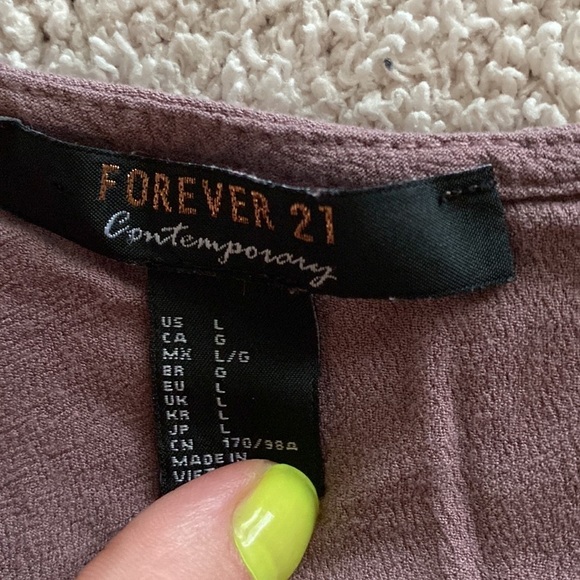 FOREVER 21
Contemporary
US L
CA G
MX L/G
BR G
EU L
UK L
KR L
JP L
CN 170/98A
MADE IN